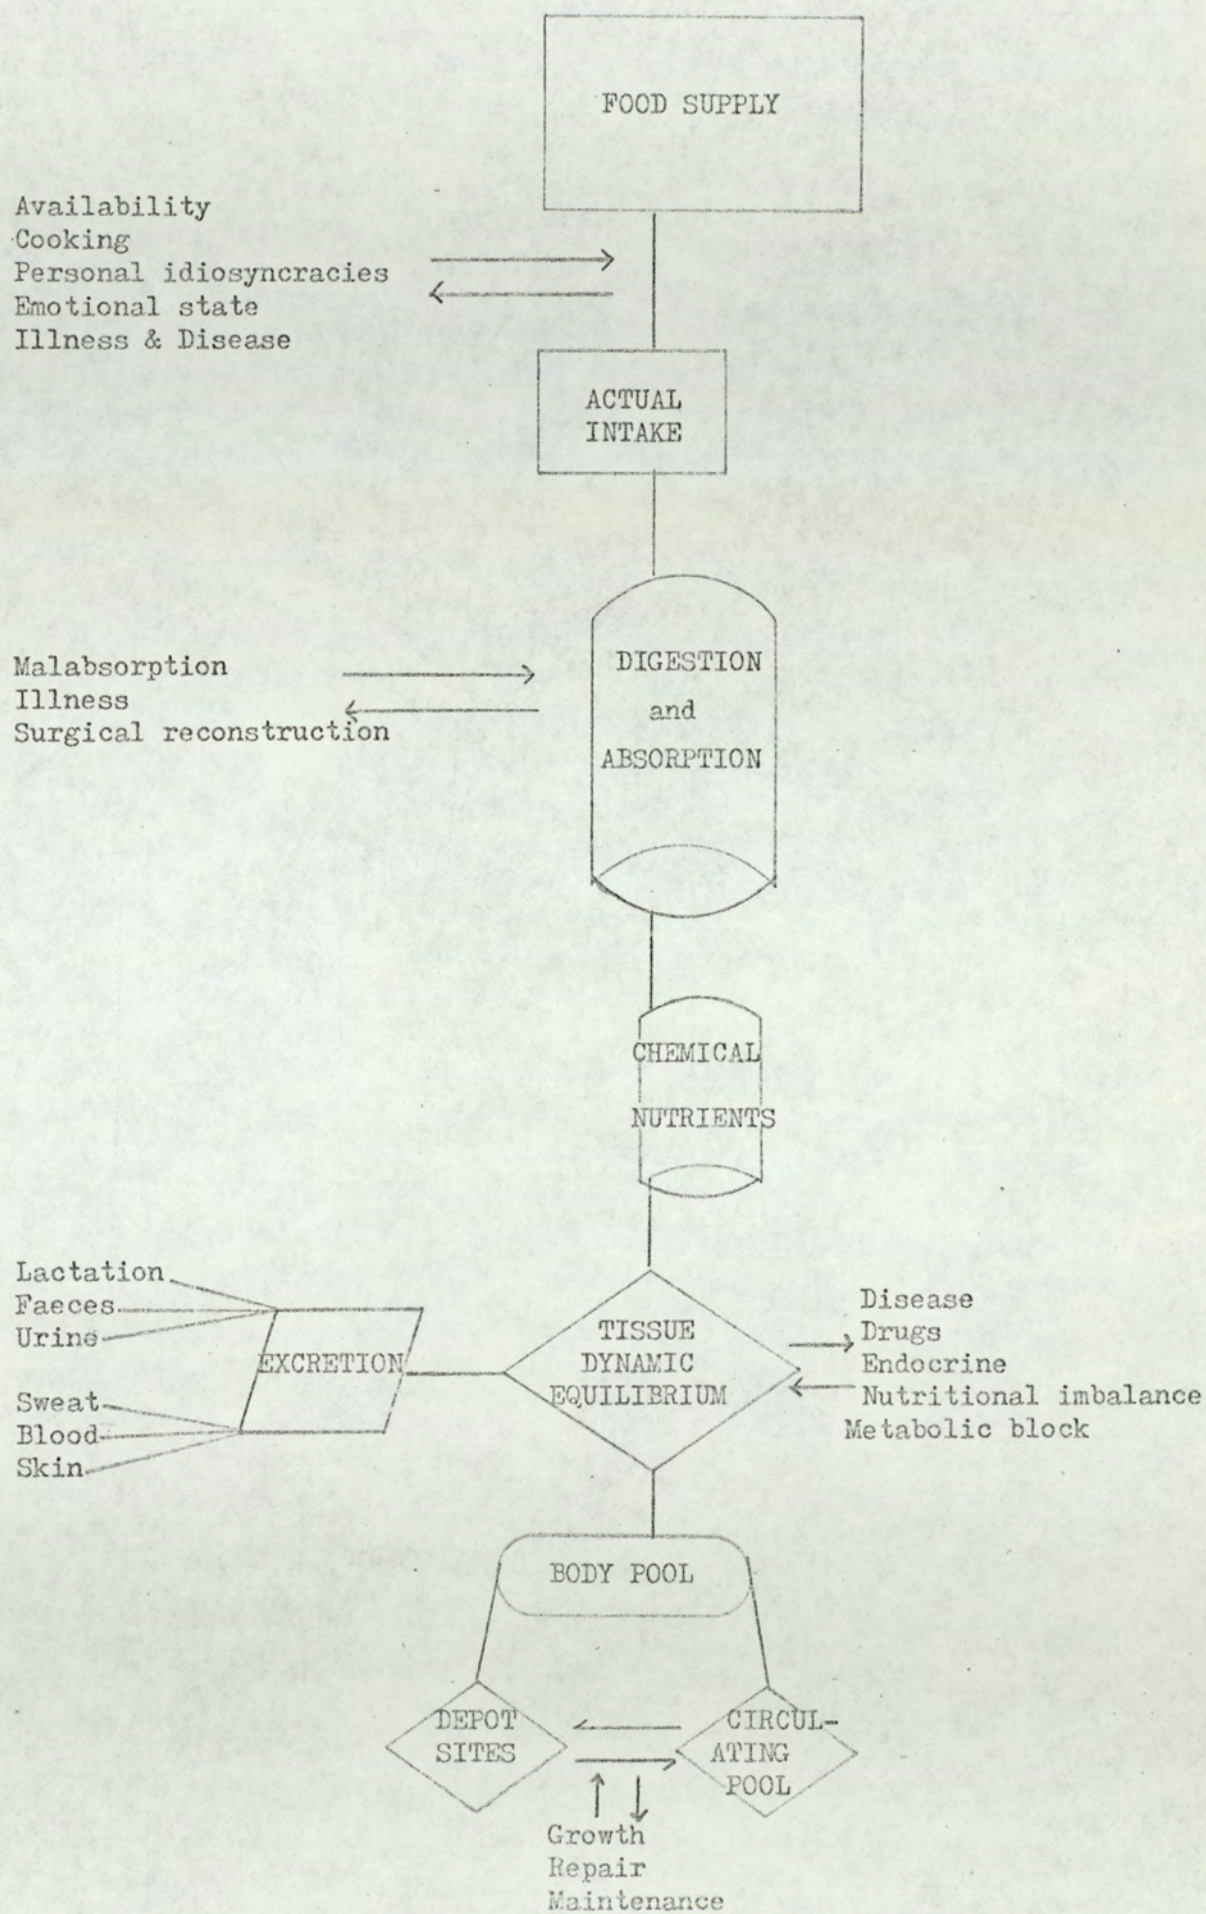 FOOD SUPPLY
Availability
Cooking
Personal idiosyncracies
Emotional state
Illness & Disease
ACTUAL
INTAKE
Malabsorption
Illness
Surgical reconstruction
DIGESTION
and
ABSORPTION
CHEMICAL
NUTRIENTS
Lactation
Faeces
Urine
Sweat
Blood
Skin
EXCRETION
TISSUE
DYNAMIC
EQUILIBRIUM
Disease
Drugs
Endocrine
Nutritional imbalance
Metabolic block
BODY POOL
DEPOT
SITES
CIRCUL-
ATING
POOL
Growth
Repair
Maintenance